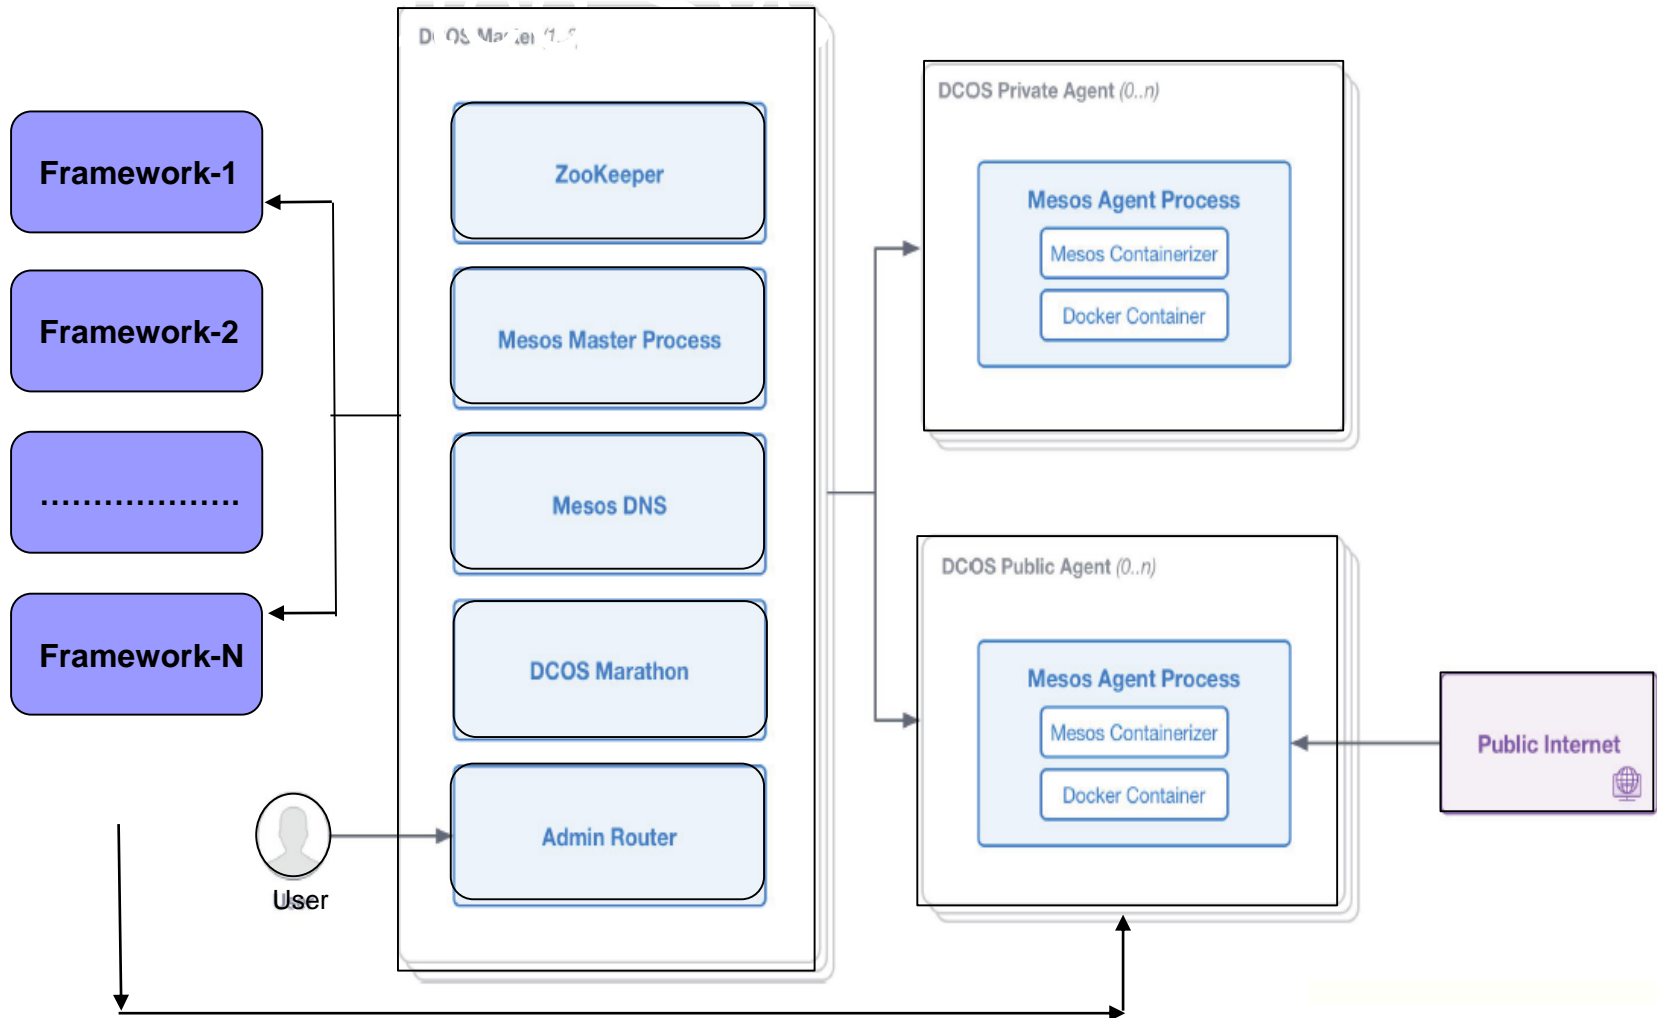 Framework-1
Framework-2
...................
Framework-N
User
ZooKeeper
Mesos Master Process
Mesos DNS
DCOS Marathon
Admin Router
DCOS Private Agent (0..n)
Mesos Agent Process
Mesos Containerizer
Docker Container
DCOS Public Agent (0..n)
Mesos Agent Process
Mesos Containerizer
Docker Container
Public Internet